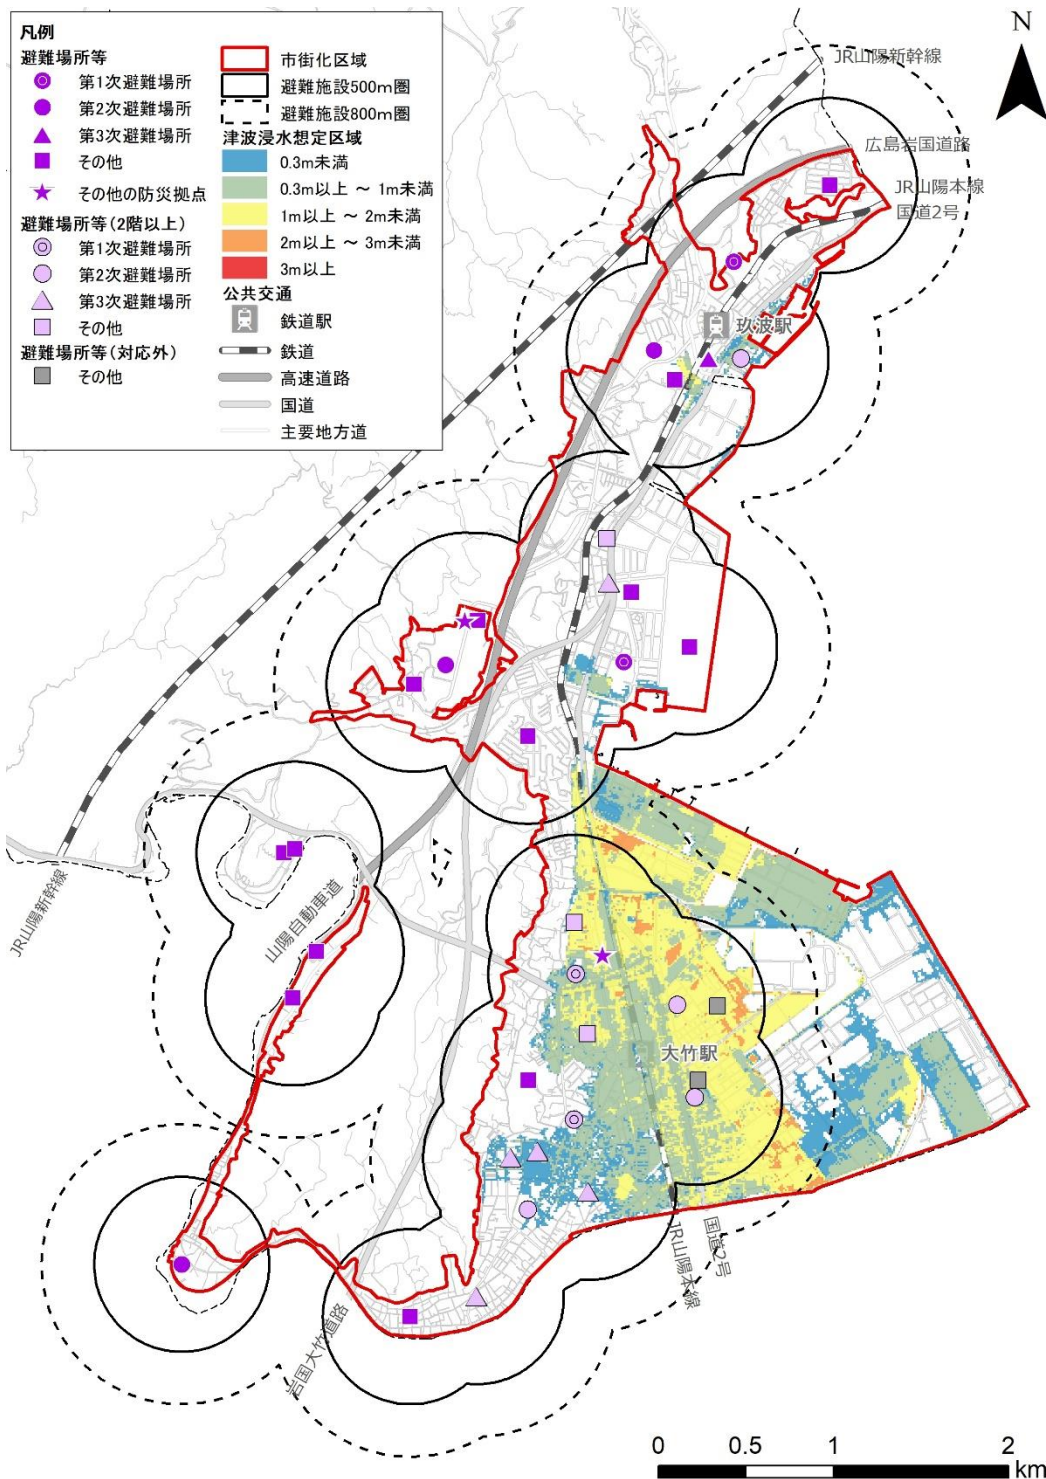 凡例
避難場所等
第1次避難場所
第2次避難場所
第3次避難場所
その他
その他の防災拠点
避難場所等(2階以上)
第1次避難場所
第2次避難場所
第3次避難場所
その他
避難場所等(対応外)
その他
市街化区域
避難施設500m圏
避難施設800m圏
津波浸水想定区域
0.3m未満
0.3m以上 ～ 1m未満
1m以上 ～ 2m未満
2m以上 ～ 3m未満
3m以上
公共交通
鉄道駅
鉄道
高速道路
国道
主要地方道
N
JR山陽新幹線
広島岩国道路
JR山陽本線
国道2号
玖波駅
JR山陽新幹線
山陽自動車道
大竹駅
岩国大竹道路
JR山陽本線
国道2号
0 0.5 1 2
km